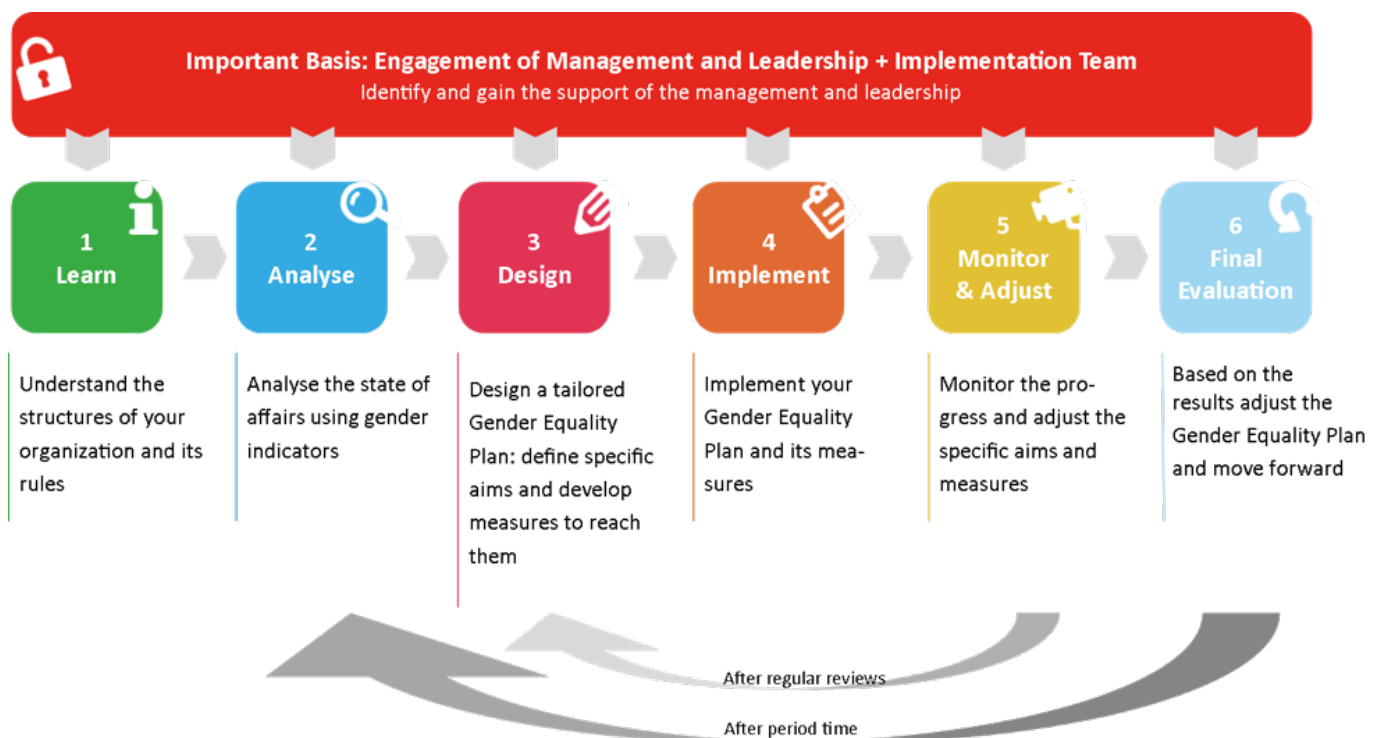 Important Basis: Engagement of Management and Leadership + Implementation Team
Identify and gain the support of the management and leadership
1
Learn
2
Analyse
3
Design
4
Implement
5
Monitor
& Adjust
6
Final
Evaluation
Understand the
structures of your
organization and its
rules
Analyse the state of
affairs using gender
indicators
Design a tailored
Gender Equality
Plan: define specific
aims and develop
measures to reach
them
Implement your
Gender Equality
Plan and its mea-
sures
Monitor the pro-
gress and adjust the
specific aims and
measures
Based on the
results adjust the
Gender Equality Plan
and move forward
After regular reviews
After period time